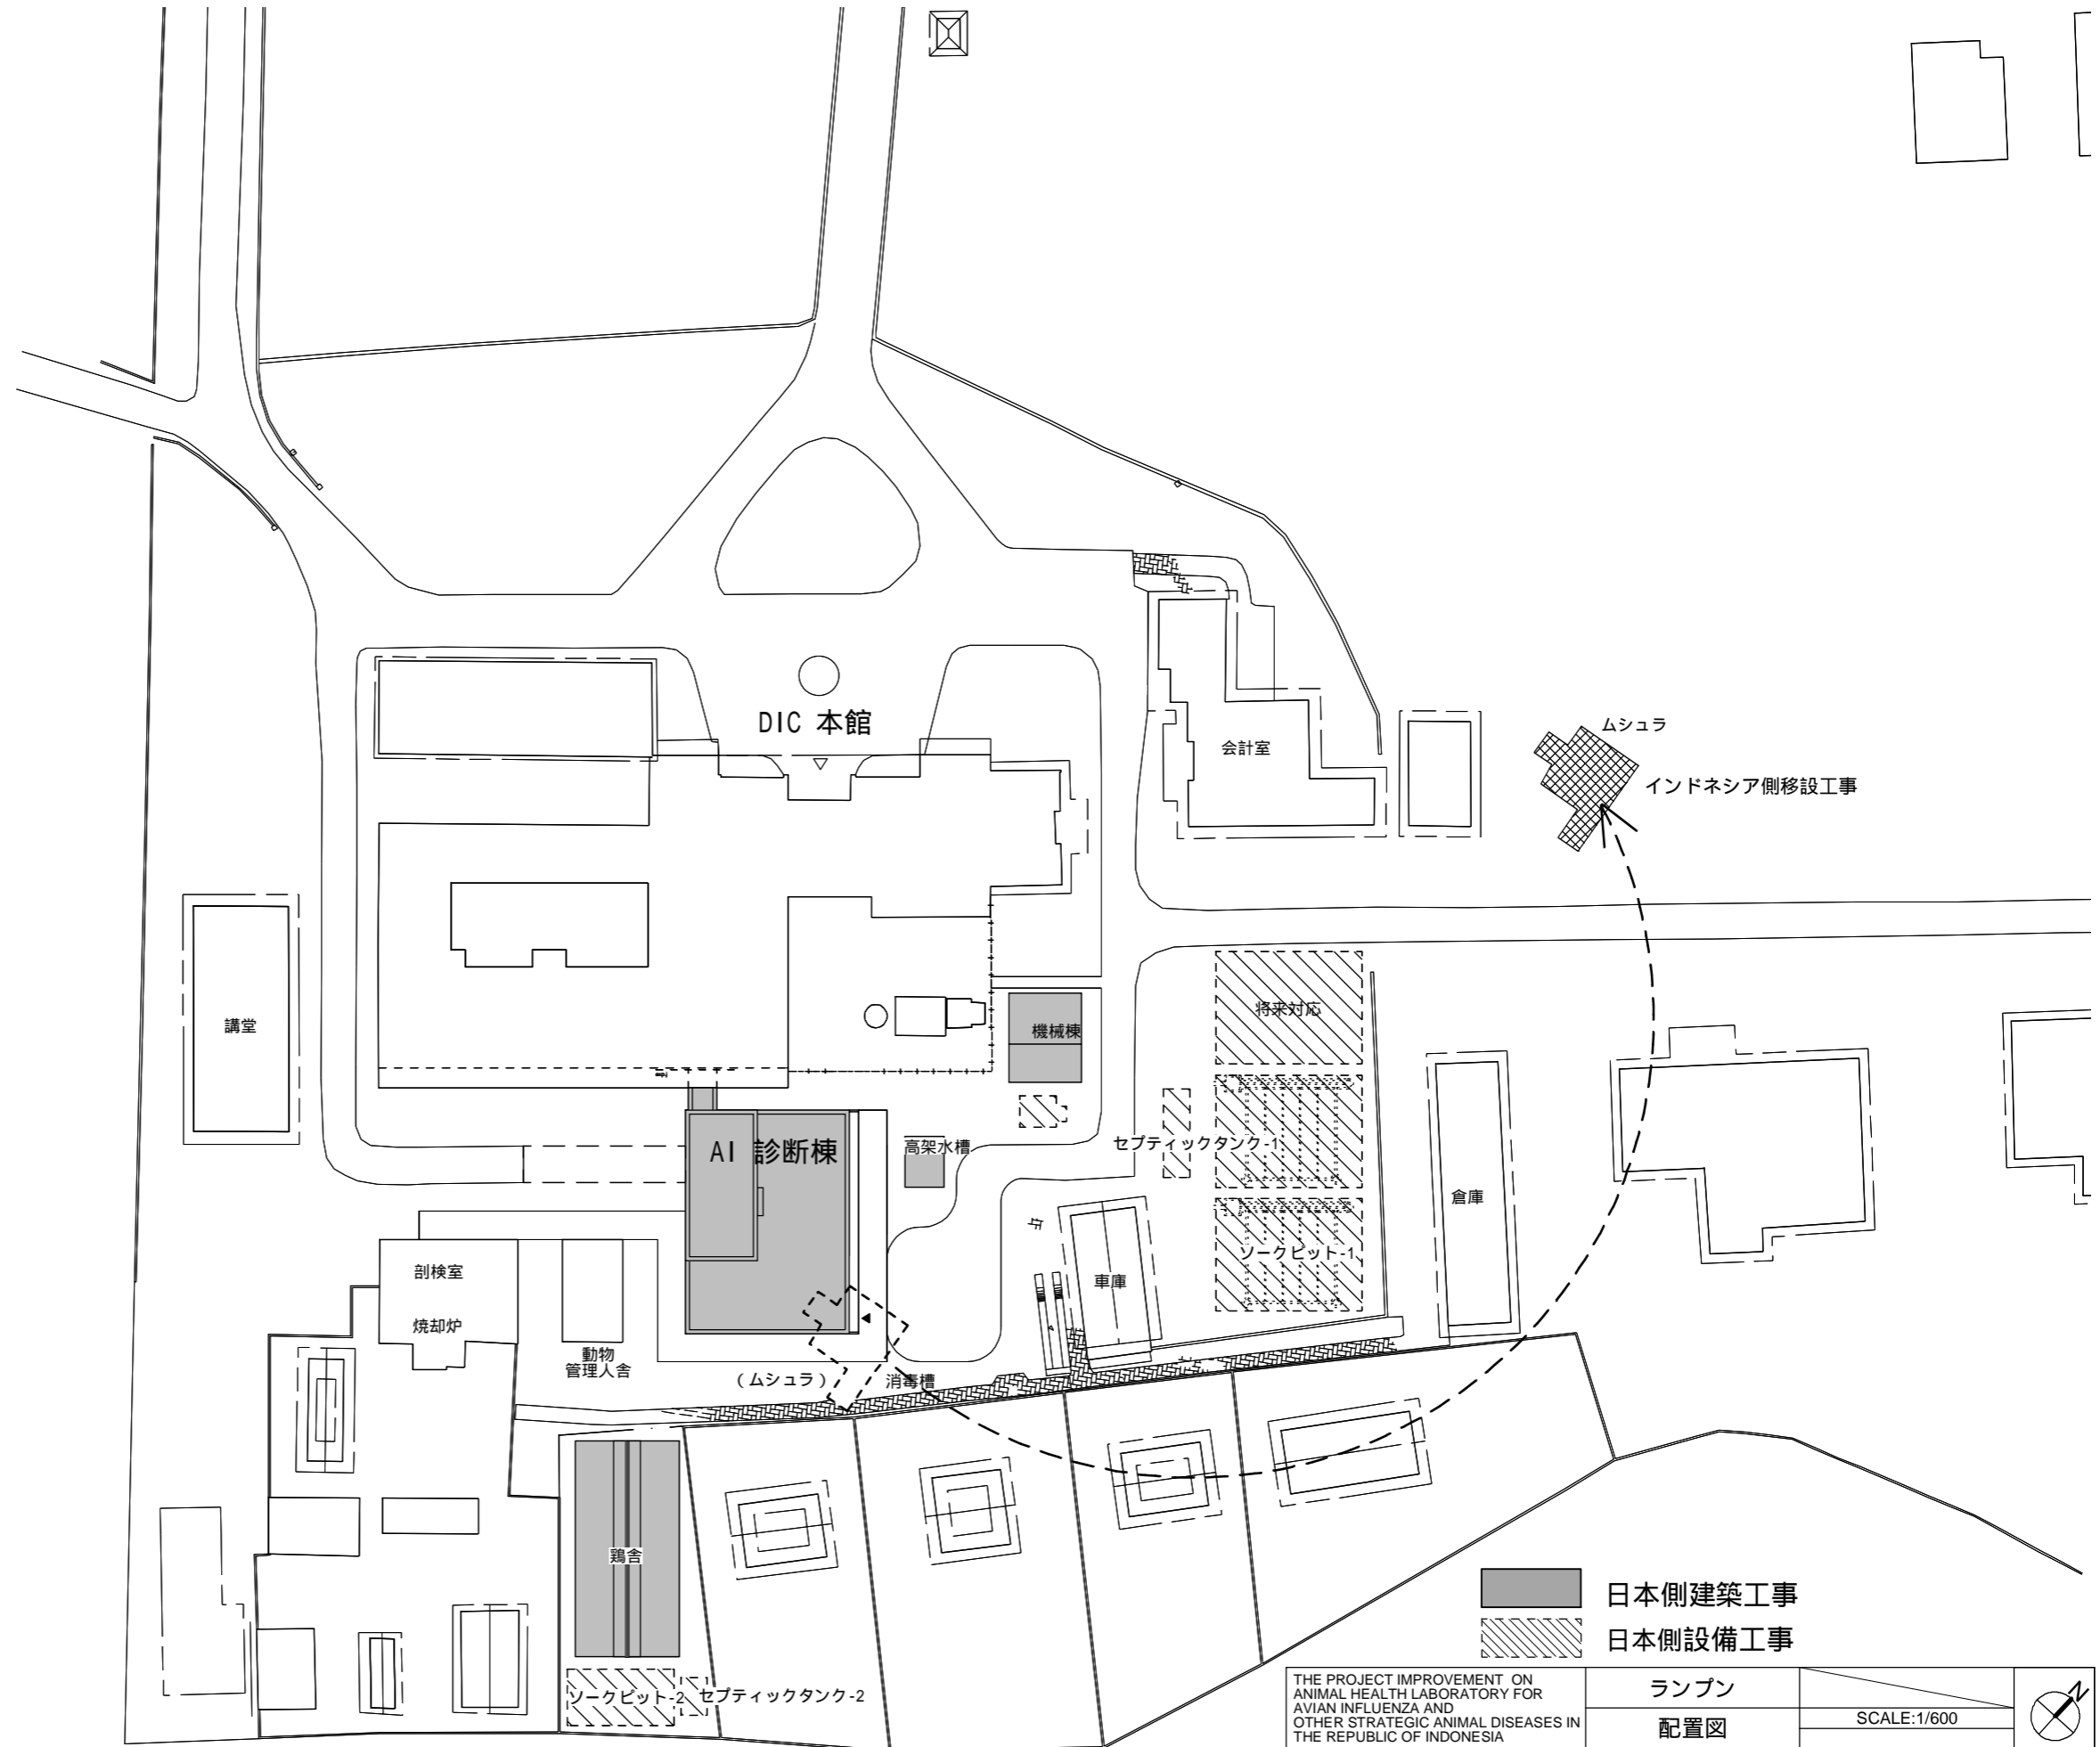 DIC 本館
会計室
ムシュラ
インドネシア側移設工事
講堂
機械棟
将来対応
AI 診断棟
高架水槽
セプティックタンク-1
倉庫
ソークピット-1
車庫
剖検室
焼却炉
動物
管理人舎
(ムシュラ)
消毒槽
鶏舎
ソークピット-2
セプティックタンク-2
日本側建築工事
日本側設備工事
THE PROJECT IMPROVEMENT ON
ANIMAL HEALTH LABORATORY FOR
AVIAN INFLUENZA AND
OTHER STRATEGIC ANIMAL DISEASES IN
THE REPUBLIC OF INDONESIA
ランプン
配置図
SCALE:1/600
N